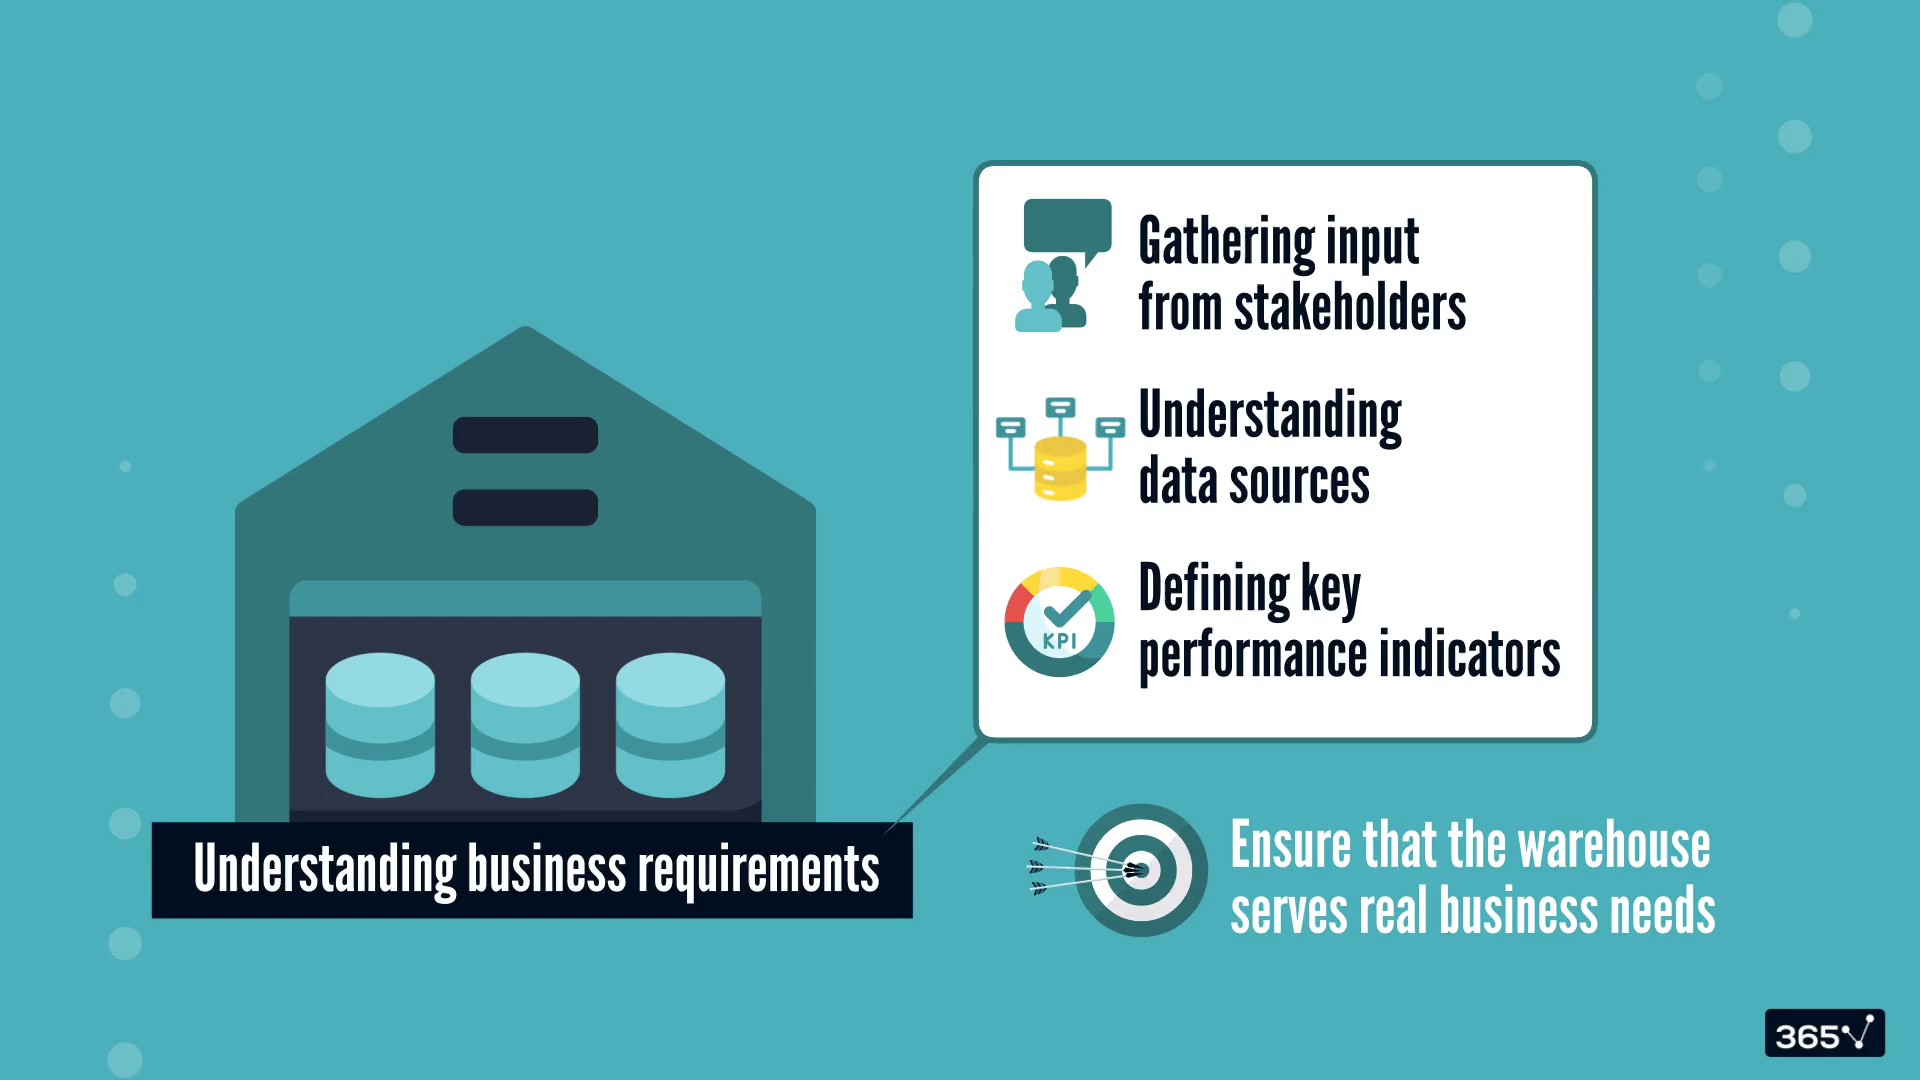 Gathering input
from stakeholders
Understanding
data sources
KPI
Defining key
performance indicators
Understanding business requirements
Ensure that the warehouse
serves real business needs
365